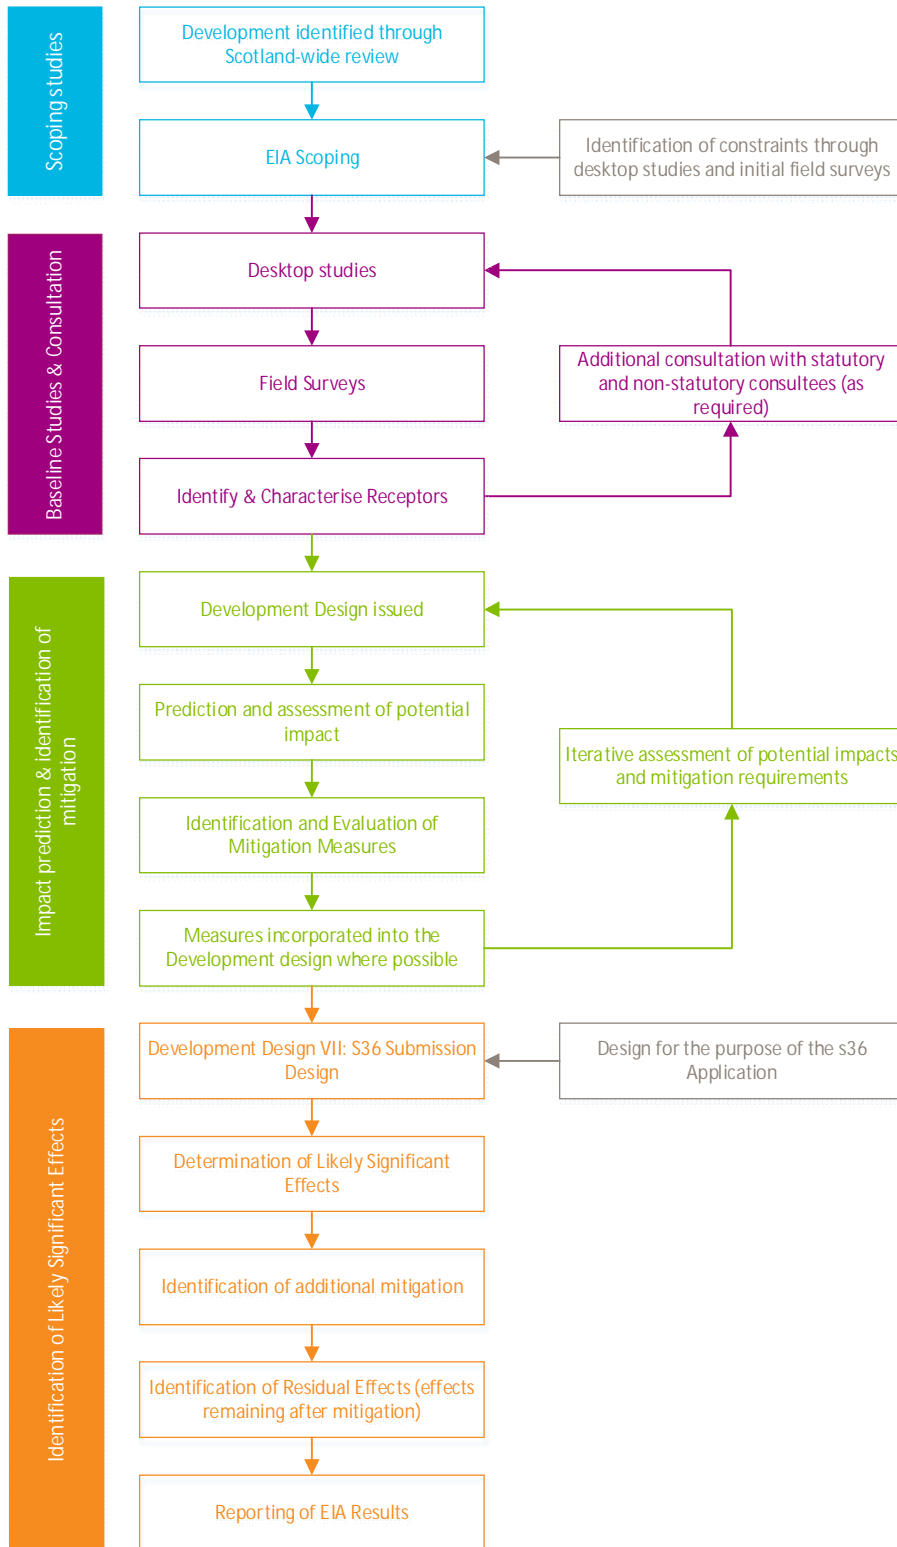 Scoping studies
Development identified through
Scotland-wide review
EIA Scoping
Identification of constraints through
desktop studies and initial field surveys
Baseline Studies & Consultation
Desktop studies
Field Surveys
Additional consultation with statutory
and non-statutory consultees (as
required)
Identify & Characterise Receptors
Impact prediction & identification of
mitigation
Development Design issued
Prediction and assessment of potential
impact
Iterative assessment of potential impacts
and mitigation requirements
Identification and Evaluation of
Mitigation Measures
Measures incorporated into the
Development design where possible
Identification of Likely Significant Effects
Development Design VII: S36 Submission
Design
Design for the purpose of the s36
Application
Determination of Likely Significant
Effects
Identification of additional mitigation
Identification of Residual Effects (effects
remaining after mitigation)
Reporting of EIA Results